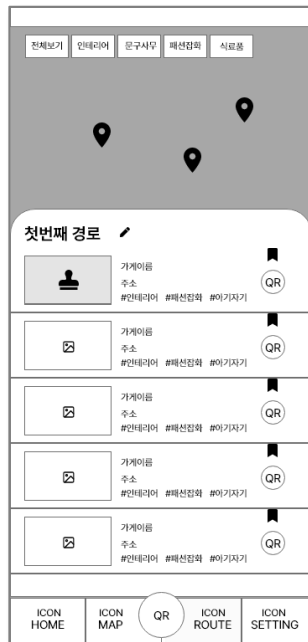 전체보기 인테리어 문구사무 패션잡화 식료품
첫번째 경로
가게이름
주소
#인테리어 #패션잡화 #아기자기
QR
가게이름
주소
#인테리어 #패션잡화 #아기자기
QR
가게이름
주소
#인테리어 #패션잡화 #아기자기
QR
가게이름
주소
#인테리어 #패션잡화 #아기자기
QR
가게이름
주소
#인테리어 #패션잡화 #아기자기
QR
ICON
HOME
ICON
MAP
QR
ICON
ROUTE
ICON
SETTING